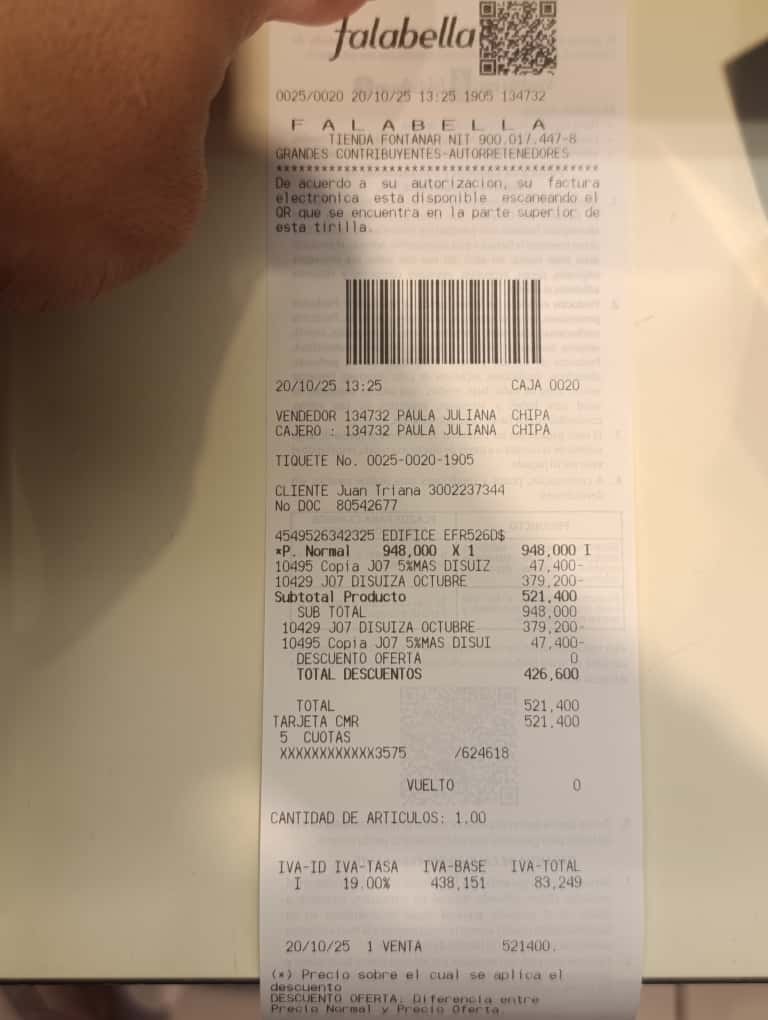 falabella
0025/0020 20/10/25 13:25 1905 134732
F A L A B E L L A
TIENDA FONTANAR NIT 900.017.447-8
GRANDES CONTRIBUYENTES-AUTORRETENEDORES
******************************************
De acuerdo a su autorizacion, su factura
electronica esta disponible escaneando el
QR que se encuentra en la parte superior de
esta tirilla.
20/10/25 13:25 CAJA 0020
VENDEDOR 134732 PAULA JULIANA CHIPA
CAJERO : 134732 PAULA JULIANA CHIPA
TIQUETE No. 0025-0020-1905
CLIENTE Juan Triana 3002237344
No DOC 80542677
4549526342325 EDIFICE EFR526D$
*P. Normal 948,000 X 1 948,000 I
10495 Copia J07 5%MAS DISUIZ 47,400-
10429 J07 DISUIZA OCTUBRE 379,200-
Subtotal Producto 521,400
SUB TOTAL 948,000
10429 J07 DISUIZA OCTUBRE 379,200-
10495 Copia J07 5%MAS DISUI 47,400-
DESCUENTO OFERTA 0
TOTAL DESCUENTOS 426,600
TOTAL 521,400
TARJETA CMR 521,400
5 CUOTAS
XXXXXXXXXXXX3575 /624618
VUELTO 0
CANTIDAD DE ARTICULOS: 1.00
IVA-ID IVA-TASA IVA-BASE IVA-TOTAL
I 19.00% 438,151 83,249
20/10/25 1 VENTA 521400.
(*) Precio sobre el cual se aplica el
descuento
DESCUENTO OFERTA: Diferencia entre
Precio Normal y Precio Oferta